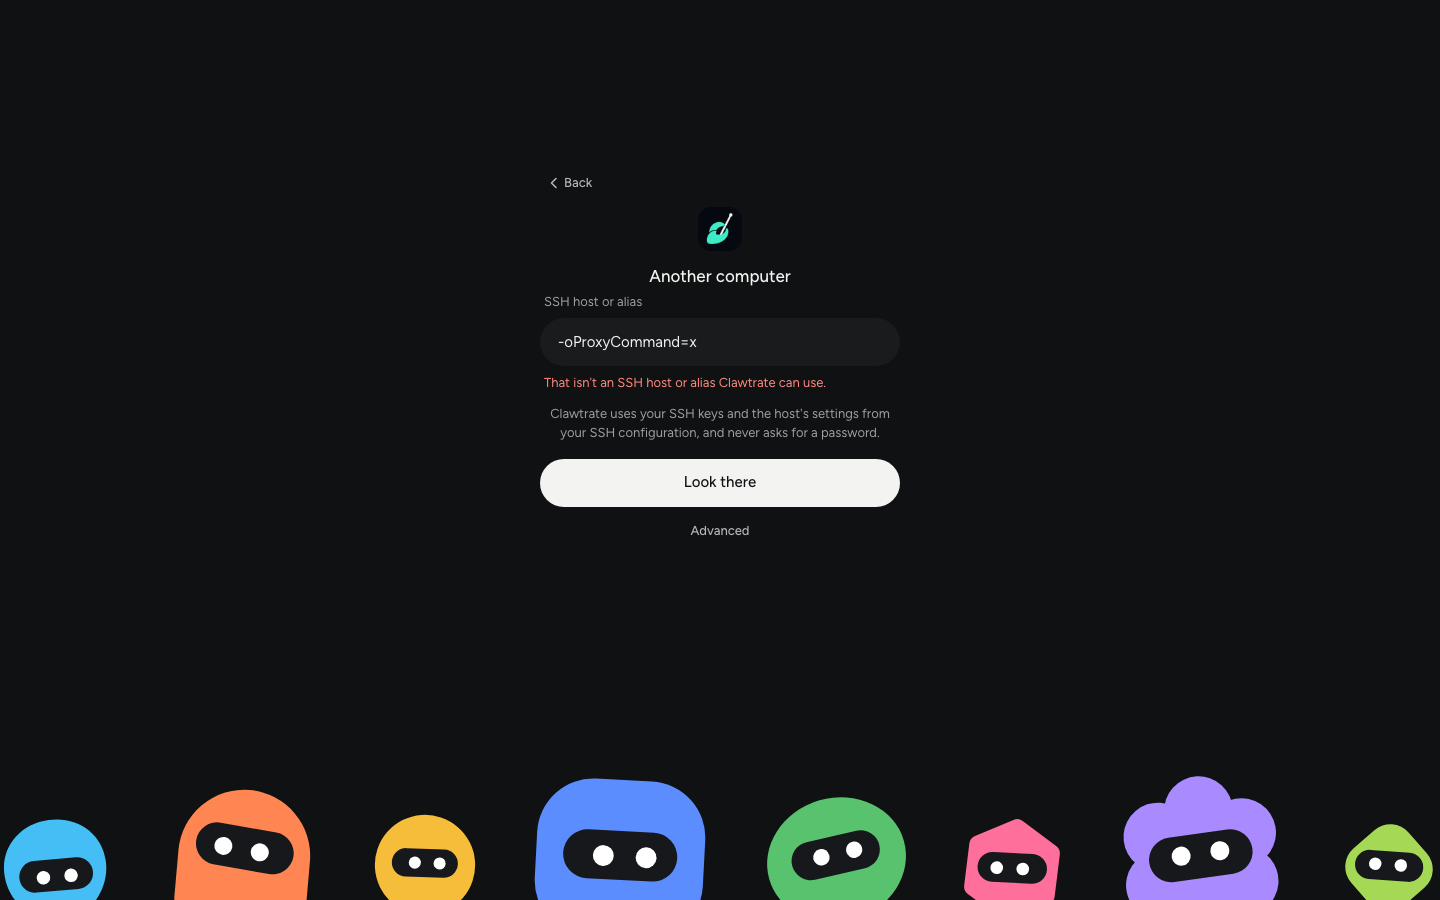 Back
Another computer
SSH host or alias
-oProxyCommand=x
That isn't an SSH host or alias Clawtrate can use.
Clawtrate uses your SSH keys and the host's settings from
your SSH configuration, and never asks for a password.
Look there
Advanced